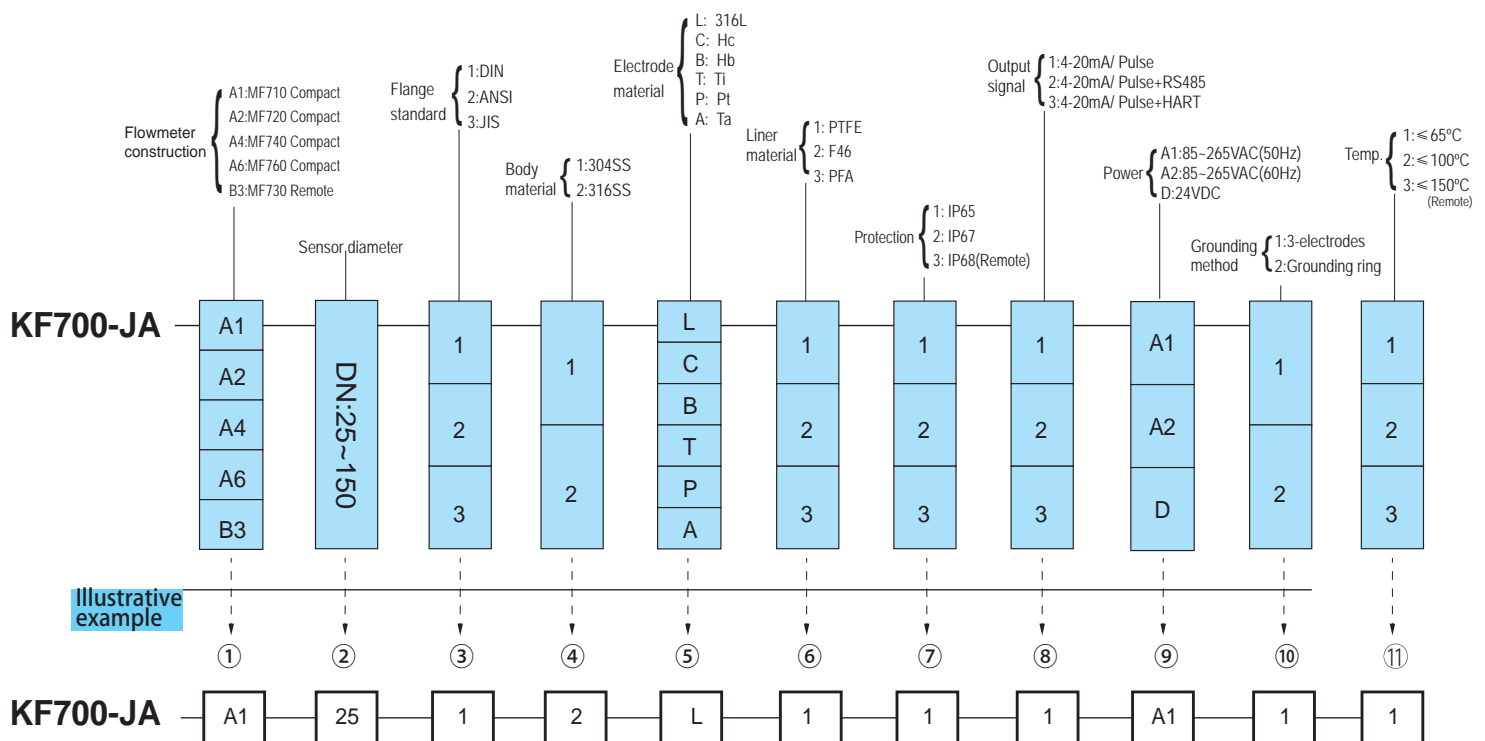 Flowmeter
construction
A1:MF710 Compact
A2:MF720 Compact
A4:MF740 Compact
A6:MF760 Compact
B3:MF730 Remote
Sensor diameter
Flange
standard
1:DIN
2:ANSI
3:JIS
Body
material
1:304SS
2:316SS
Electrode
material
L: 316L
C: Hc
B: Hb
T: Ti
P: Pt
A: Ta
Liner
material
1: PTFE
2: F46
3: PFA
Protection
1: IP65
2: IP67
3: IP68(Remote)
Output
signal
1:4-20mA/ Pulse
2:4-20mA/ Pulse+RS485
3:4-20mA/ Pulse+HART
Power
A1:85~265VAC(50Hz)
A2:85~265VAC(60Hz)
D:24VDC
Grounding
method
1:3-electrodes
2:Grounding ring
Temp.
1:≤65ºC
2:≤100ºC
3:≤150ºC
(Remote)
KF700-JA
A1
A2
A4
A6
B3
DN:25~150
1
2
3
1
2
L
C
B
T
P
A
1
2
3
1
2
3
1
2
3
A1
A2
D
1
2
1
2
3
Illustrative
example
① ② ③ ④ ⑤ ⑥ ⑦ ⑧ ⑨ ⑩ ⑪
KF700-JA A1 25 1 2 L 1 1 1 A1 1 1